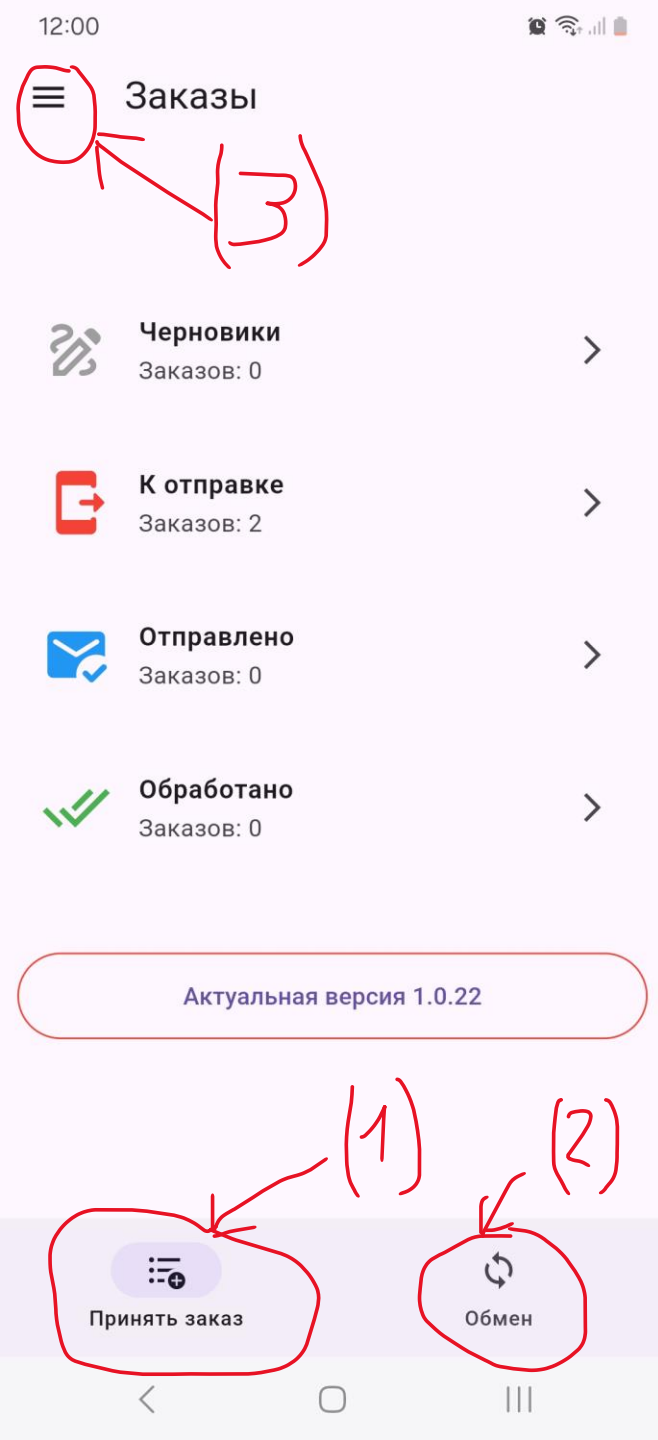 12:00
Заказы
(3)
Черновики
Заказов: 0
К отправке
Заказов: 2
Отправлено
Заказов: 0
Обработано
Заказов: 0
Актуальная версия 1.0.22
(1) (2)
Принять заказ Обмен